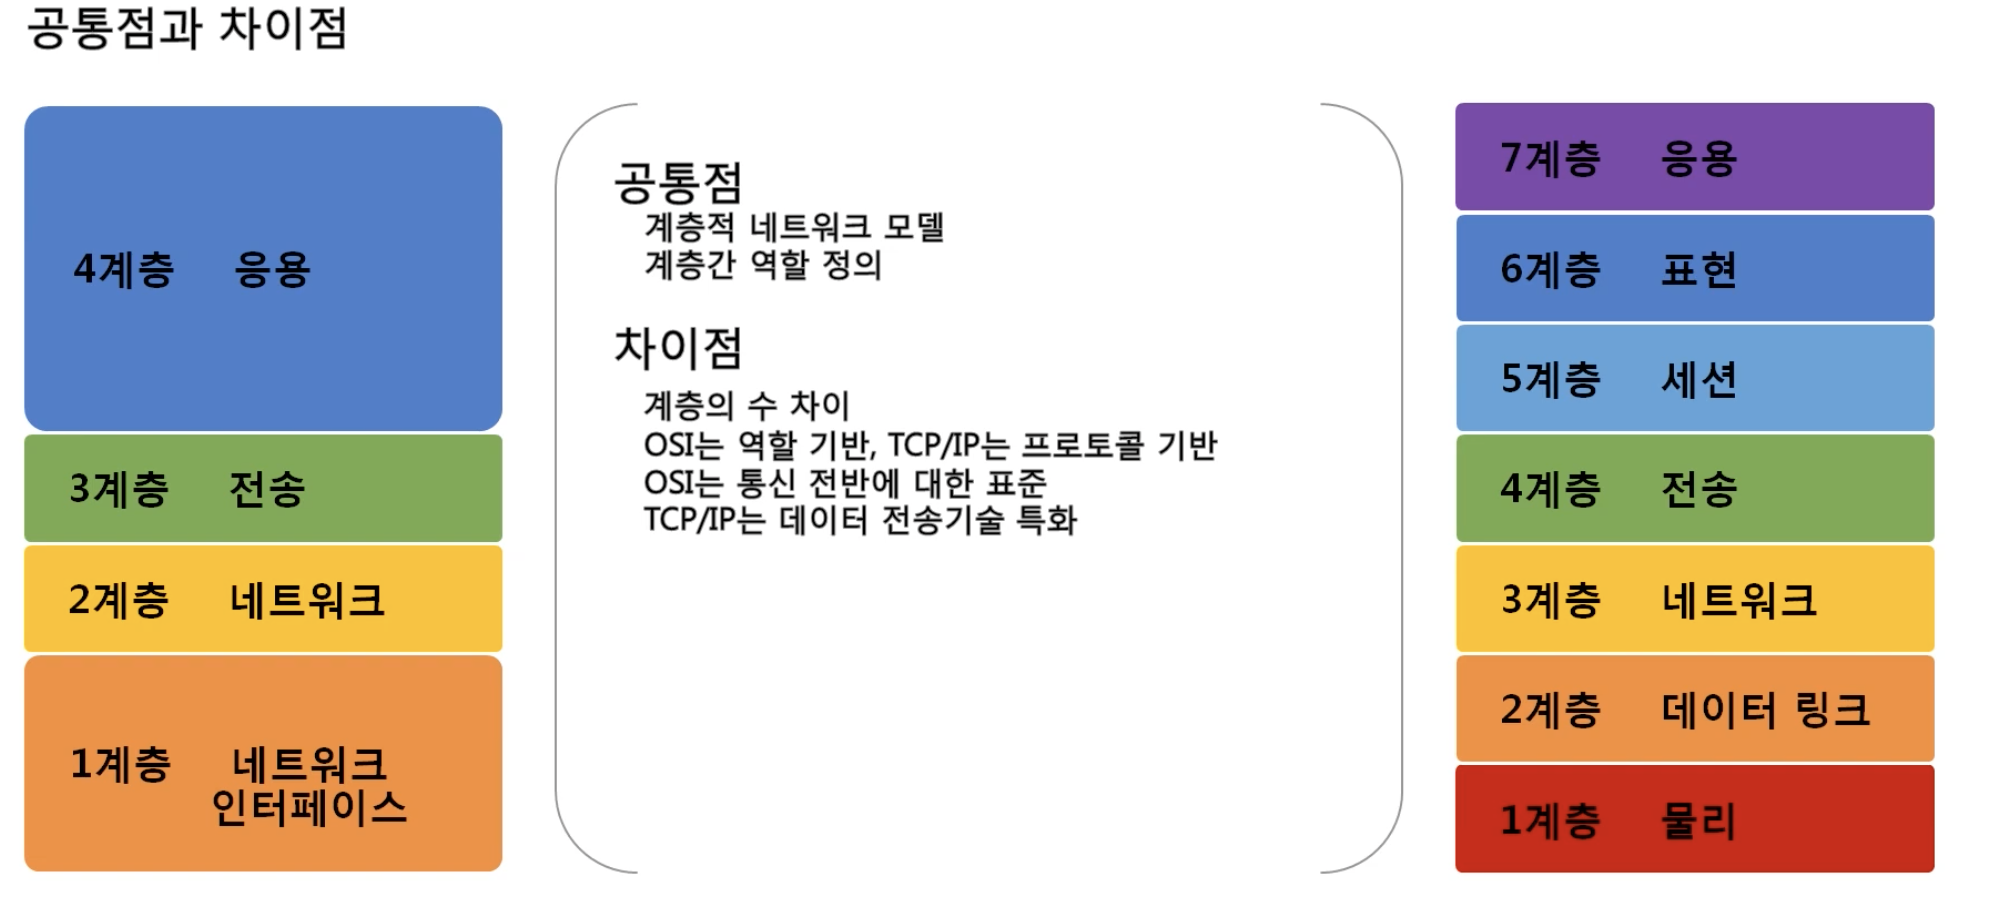 공통점과 차이점
4계층 응용
3계층 전송
2계층 네트워크
1계층 네트워크
인터페이스
공통점
계층적 네트워크 모델
계층간 역할 정의
차이점
계층의 수 차이
OSI는 역할 기반, TCP/IP는 프로토콜 기반
OSI는 통신 전반에 대한 표준
TCP/IP는 데이터 전송기술 특화
7계층 응용
6계층 표현
5계층 세션
4계층 전송
3계층 네트워크
2계층 데이터 링크
1계층 물리